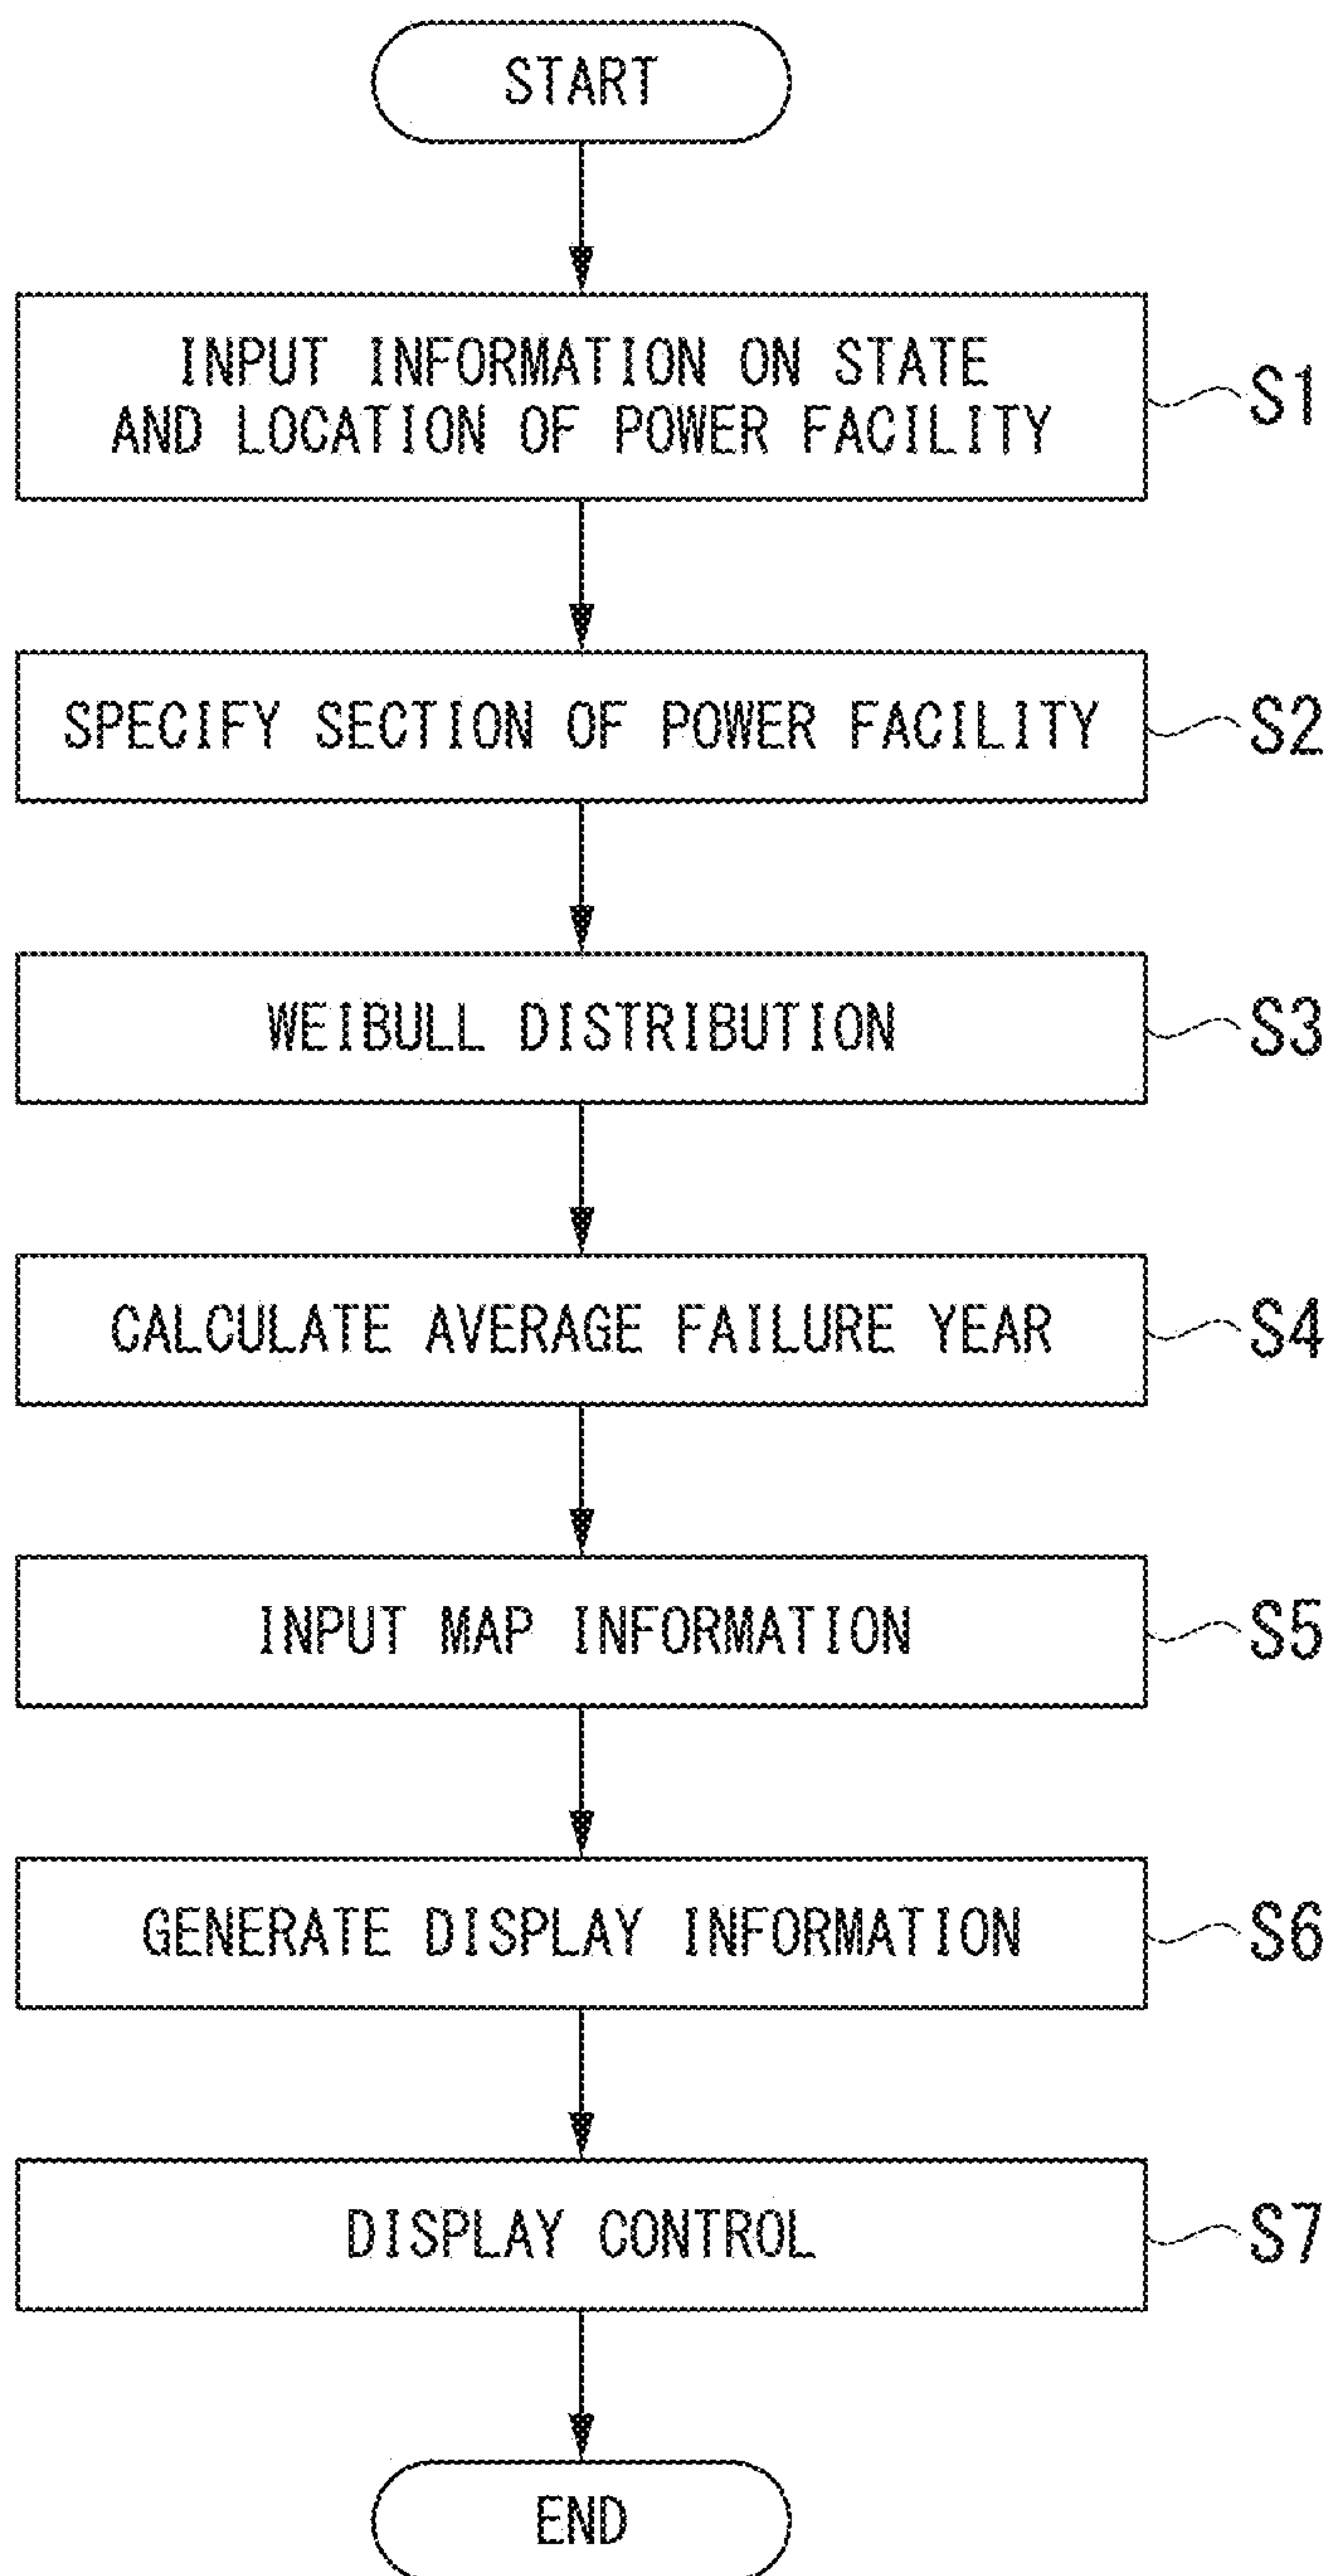 START
INPUT INFORMATION ON STATE
AND LOCATION OF POWER FACILITY
S1
SPECIFY SECTION OF POWER FACILITY
S2
WEIBULL DISTRIBUTION
S3
CALCULATE AVERAGE FAILURE YEAR
S4
INPUT MAP INFORMATION
S5
GENERATE DISPLAY INFORMATION
S6
DISPLAY CONTROL
S7
END